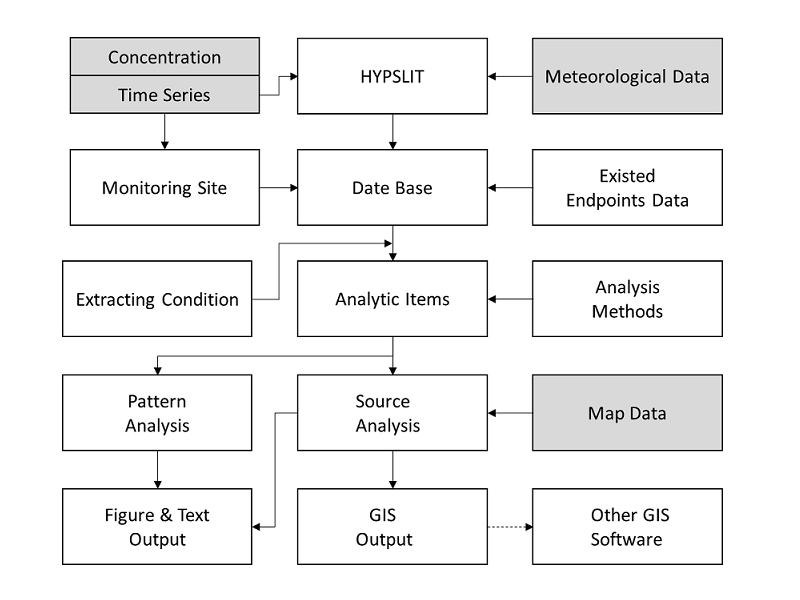 Concentration
Time Series
HYPSLIT
Meteorological Data
Monitoring Site
Date Base
Existed
Endpoints Data
Extracting Condition
Analytic Items
Analysis
Methods
Pattern
Analysis
Source
Analysis
Map Data
Figure & Text
Output
GIS
Output
Other GIS
Software